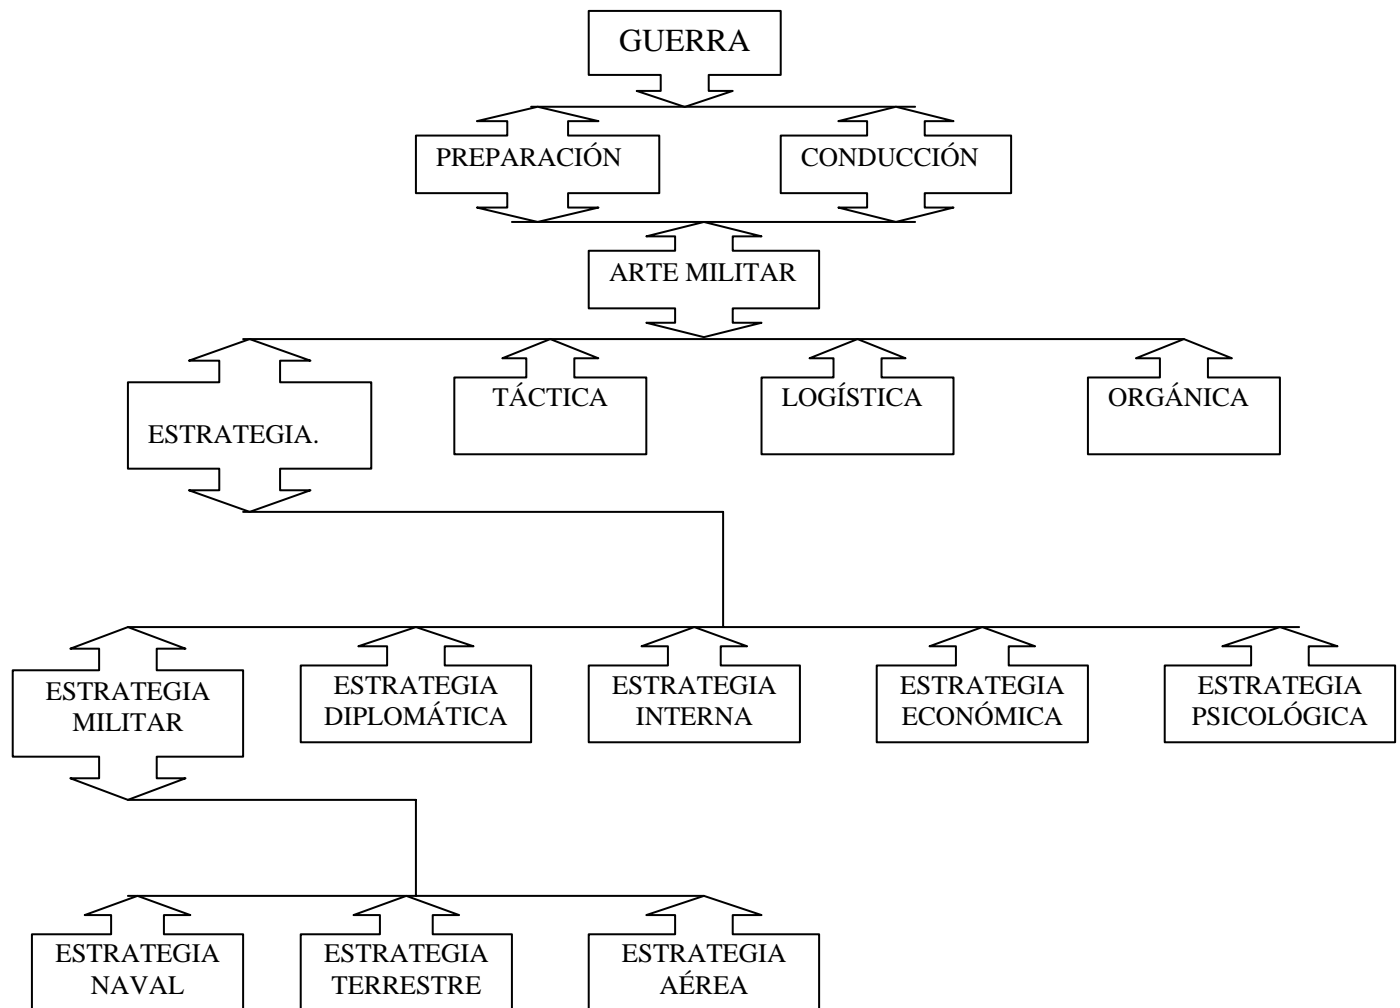 GUERRA
PREPARACIÓN
CONDUCCIÓN
ARTE MILITAR
ESTRATEGIA.
TÁCTICA
LOGÍSTICA
ORGÁNICA
ESTRATEGIA
MILITAR
ESTRATEGIA
DIPLOMÁTICA
ESTRATEGIA
INTERNA
ESTRATEGIA
ECONÓMICA
ESTRATEGIA
PSICOLÓGICA
ESTRATEGIA
NAVAL
ESTRATEGIA
TERRESTRE
ESTRATEGIA
AÉREA